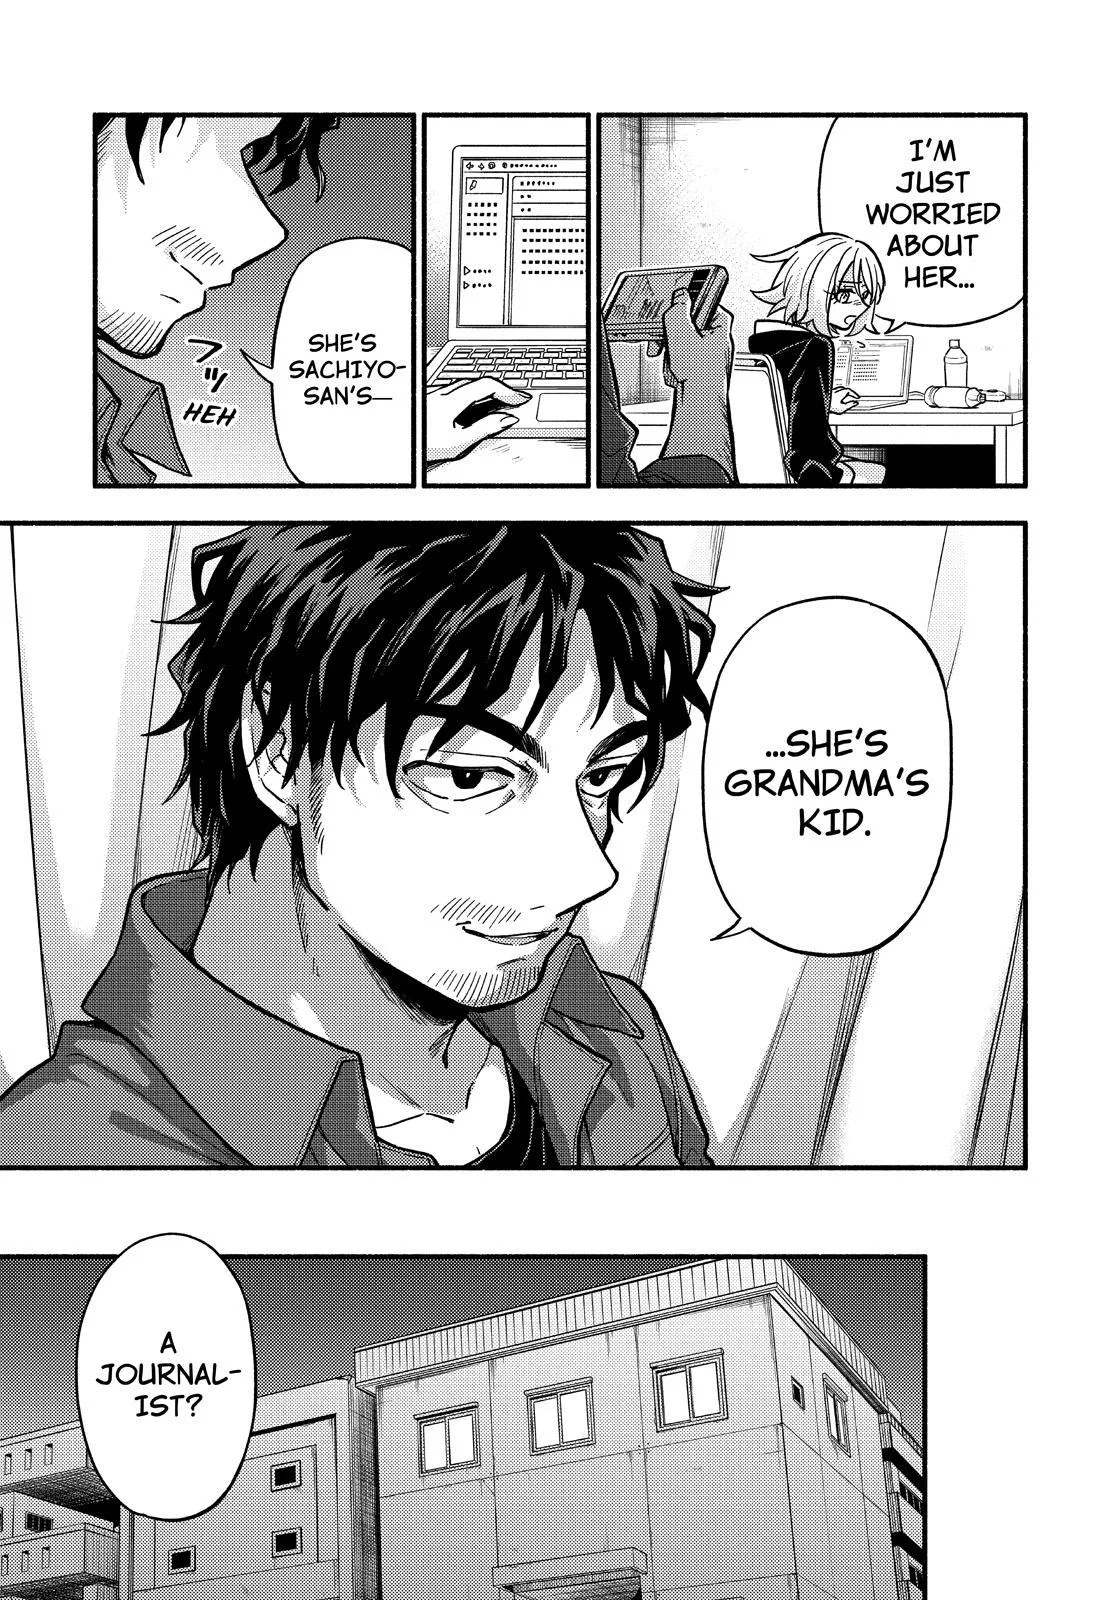 I'M
JUST
WORRIED
ABOUT
HER...
SHE'S
SACHIYO-
SAN'S—
フッ
HEH
...SHE'S
GRANDMA'S
KID.
A
JOURNAL-
IST?